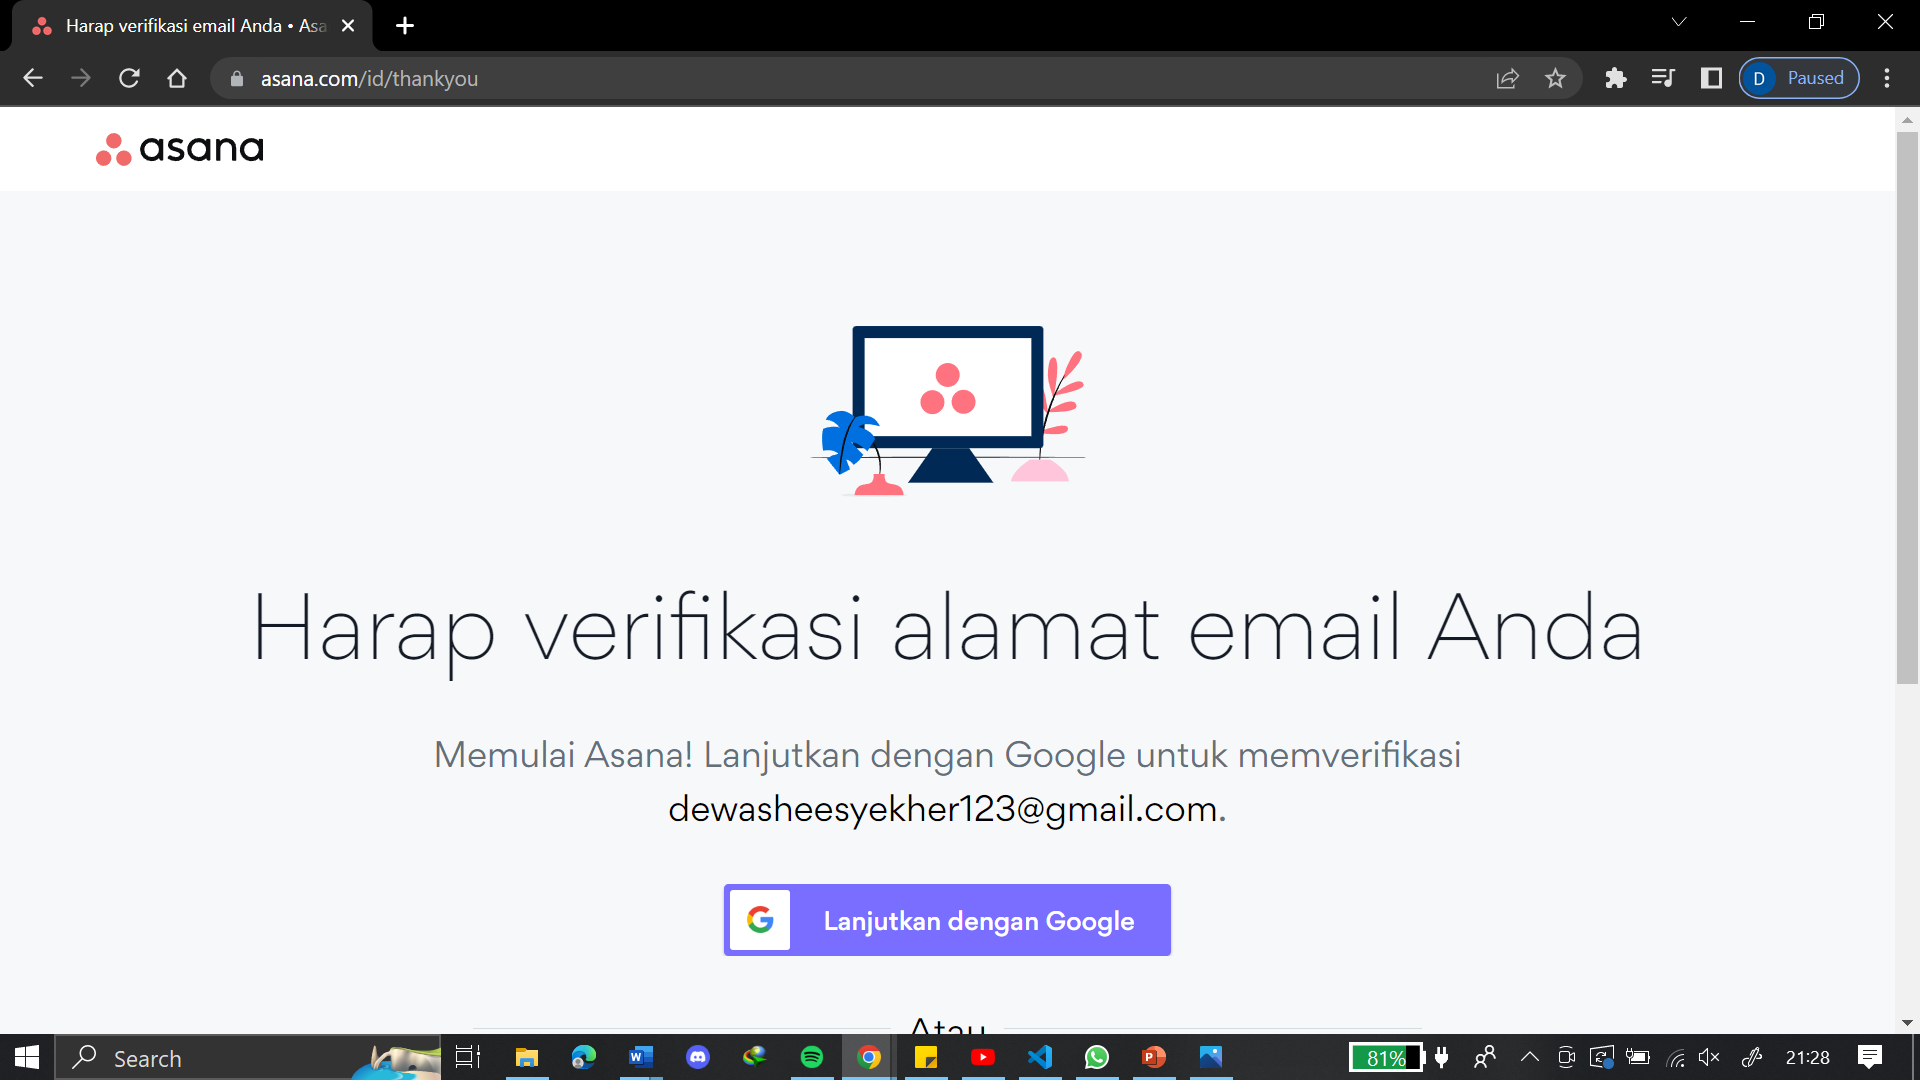 Harap verifikasi email Anda • Asa
asana.com/id/thankyou
D Paused
asana
Harap verifikasi alamat email Anda
Memulai Asana! Lanjutkan dengan Google untuk memverifikasi
dewasheesyekher123@gmail.com.
Lanjutkan dengan Google
Atau
Search
81%
21:28